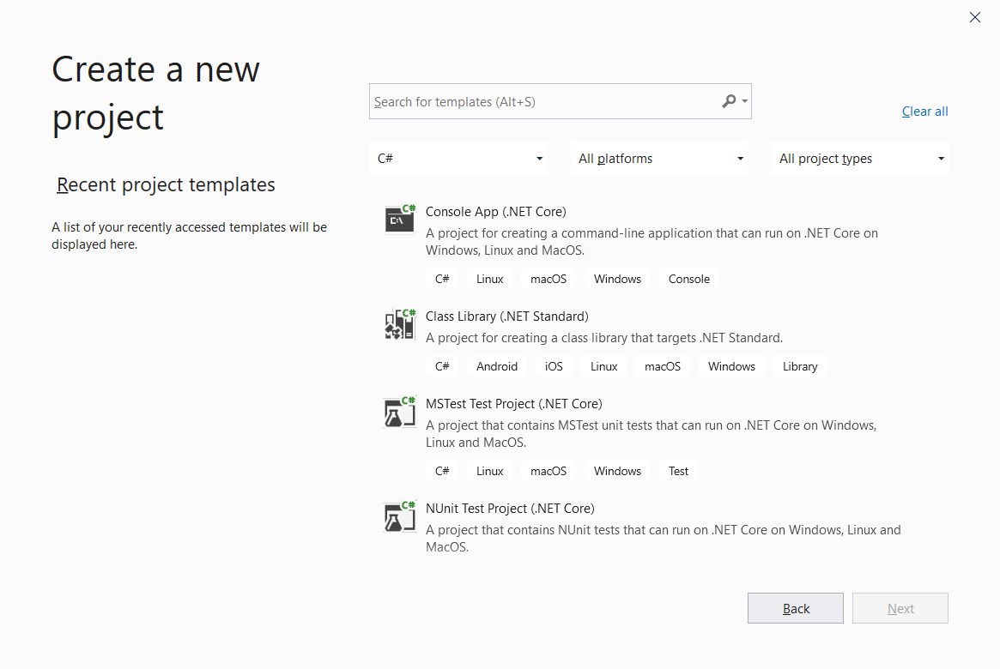 Create a new
project
Recent project templates
A list of your recently accessed templates will be
displayed here.
Search for templates (Alt+S)
Clear all
C# All platforms All project types
C#
C:\
Console App (.NET Core)
A project for creating a command-line application that can run on .NET Core on
Windows, Linux and MacOS.
C# Linux macOS Windows Console
C#
Class Library (.NET Standard)
A project for creating a class library that targets .NET Standard.
C# Android iOS Linux macOS Windows Library
C#
MSTest Test Project (.NET Core)
A project that contains MSTest unit tests that can run on .NET Core on Windows,
Linux and MacOS.
C# Linux macOS Windows Test
C#
NUnit Test Project (.NET Core)
A project that contains NUnit tests that can run on .NET Core on Windows, Linux and
MacOS.
Back Next